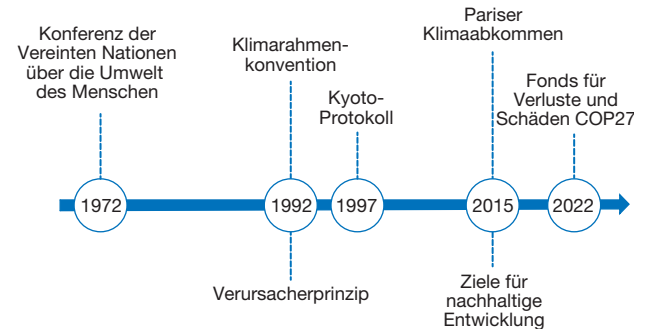 Konferenz der
Vereinten Nationen
über die Umwelt
des Menschen
1972
Klimarahmen-
konvention
1992
Verursacherprinzip
Kyoto-
Protokoll
1997
Pariser
Klimaabkommen
2015
Ziele für
nachhaltige
Entwicklung
Fonds für
Verluste und
Schäden COP27
2022